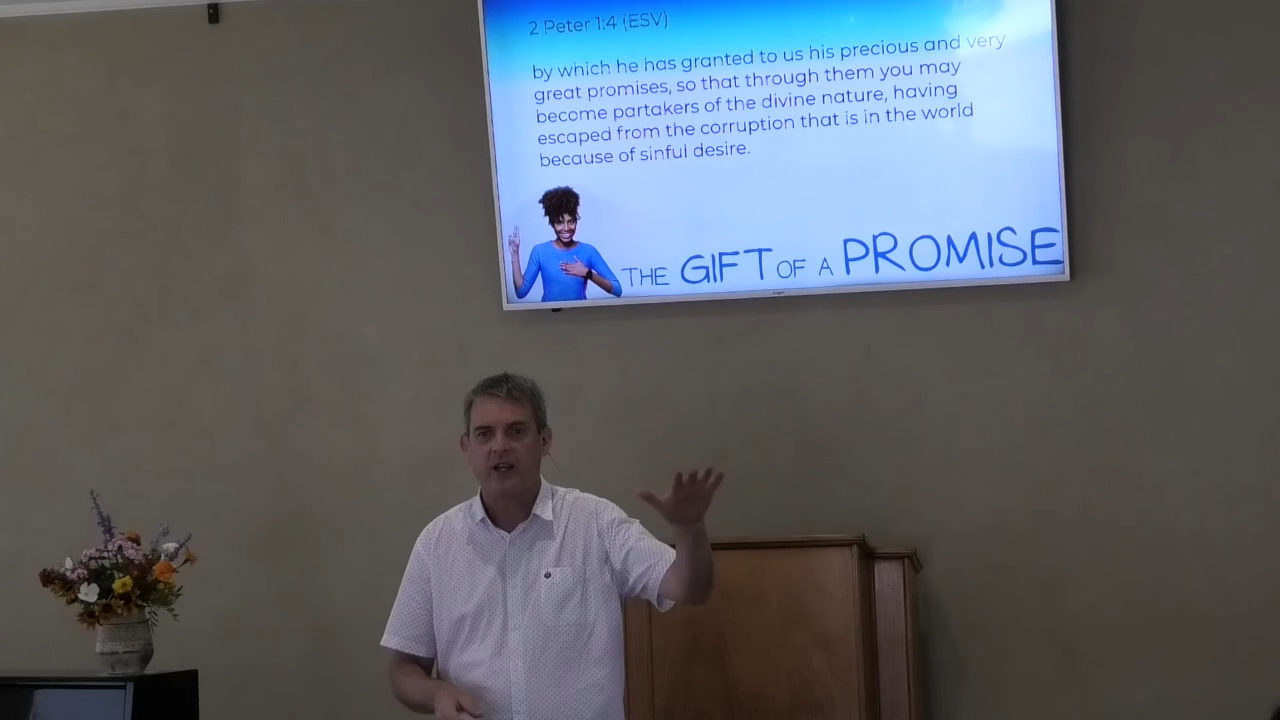 2 Peter 1:4 (ESV)
by which he has granted to us his precious and very
great promises, so that through them you may
become partakers of the divine nature, having
escaped from the corruption that is in the world
because of sinful desire.
THE GIFT OF A PROMISE